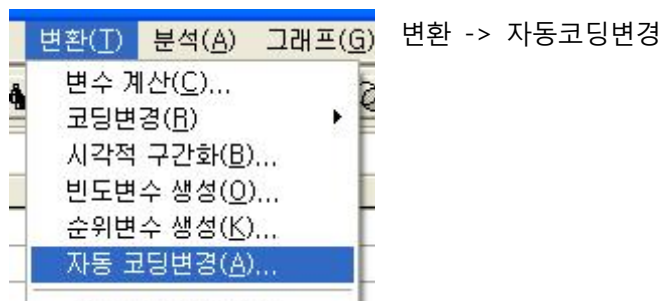 변환(T) 분석(A) 그래프(G) 변환 -> 자동코딩변경
변수 계산(C)...
코딩변경(R)
시각적 구간화(B)...
빈도변수 생성(O)...
순위변수 생성(K)...
자동 코딩변경(A)...